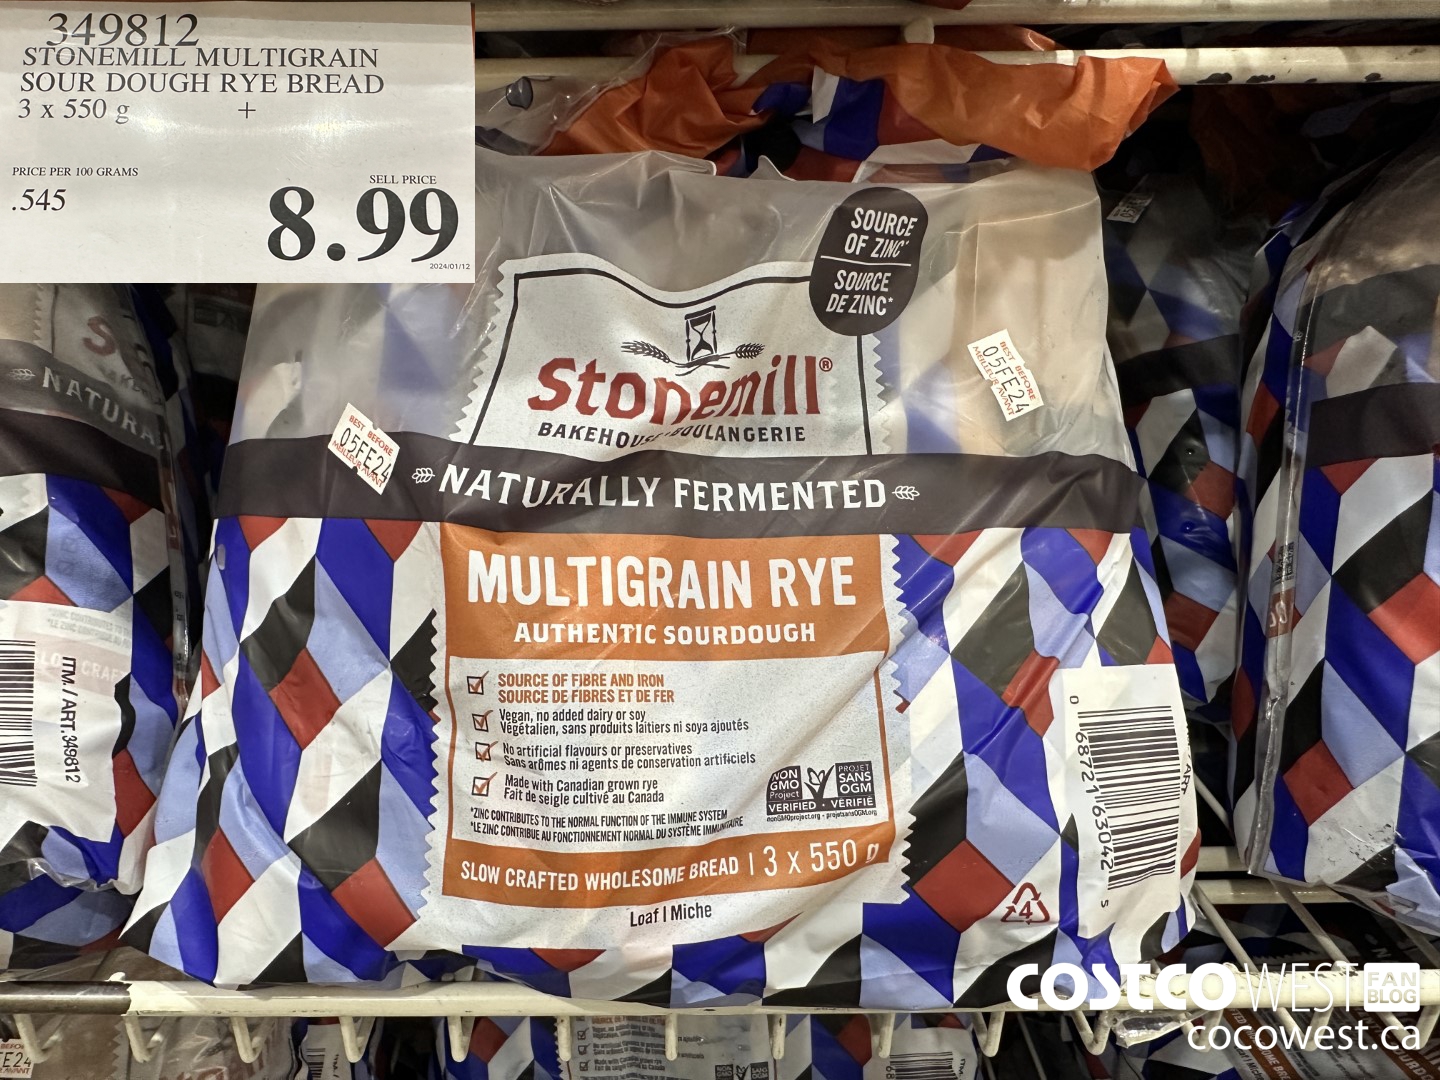 349812
STONEMILL MULTIGRAIN
SOUR DOUGH RYE BREAD
3 x 550 g +
PRICE PER 100 GRAMS
.545
SELL PRICE
8.99
2024/01/12
SOURCE
OF ZINC*
SOURCE
DE ZINC*
Stonemill®
BAKEHOUSE BOULANGERIE
BEST BEFORE
05FE24
MEILLEUR AVANT
BEST BEFORE
05FE24
MEILLEUR AVANT
NATURALLY FERMENTED
MULTIGRAIN RYE
AUTHENTIC SOURDOUGH
SOURCE OF FIBRE AND IRON
SOURCE DE FIBRES ET DE FER
Vegan, no added dairy or soy
Végétalien, sans produits laitiers ni soya ajoutés
No artificial flavours or preservatives
Sans arômes ni agents de conservation artificiels
Made with Canadian grown rye
Fait de seigle cultivé au Canada
*ZINC CONTRIBUTES TO THE NORMAL FUNCTION OF THE IMMUNE SYSTEM
*LE ZINC CONTRIBUE AU FONCTIONNEMENT NORMAL DU SYSTÈME IMMUNITAIRE
NON
GMO
Project
VERIFIED
PROJET
SANS
OGM
VÉRIFIÉ
nonGMOproject.org • projetsansOGM.org
SLOW CRAFTED WHOLESOME BREAD | 3 x 550 g
Loaf | Miche
4
0 68721 63042 5
NATURA
ITM. / ART. 349812
COSTCO WEST FAN BLOG
cocowest.ca